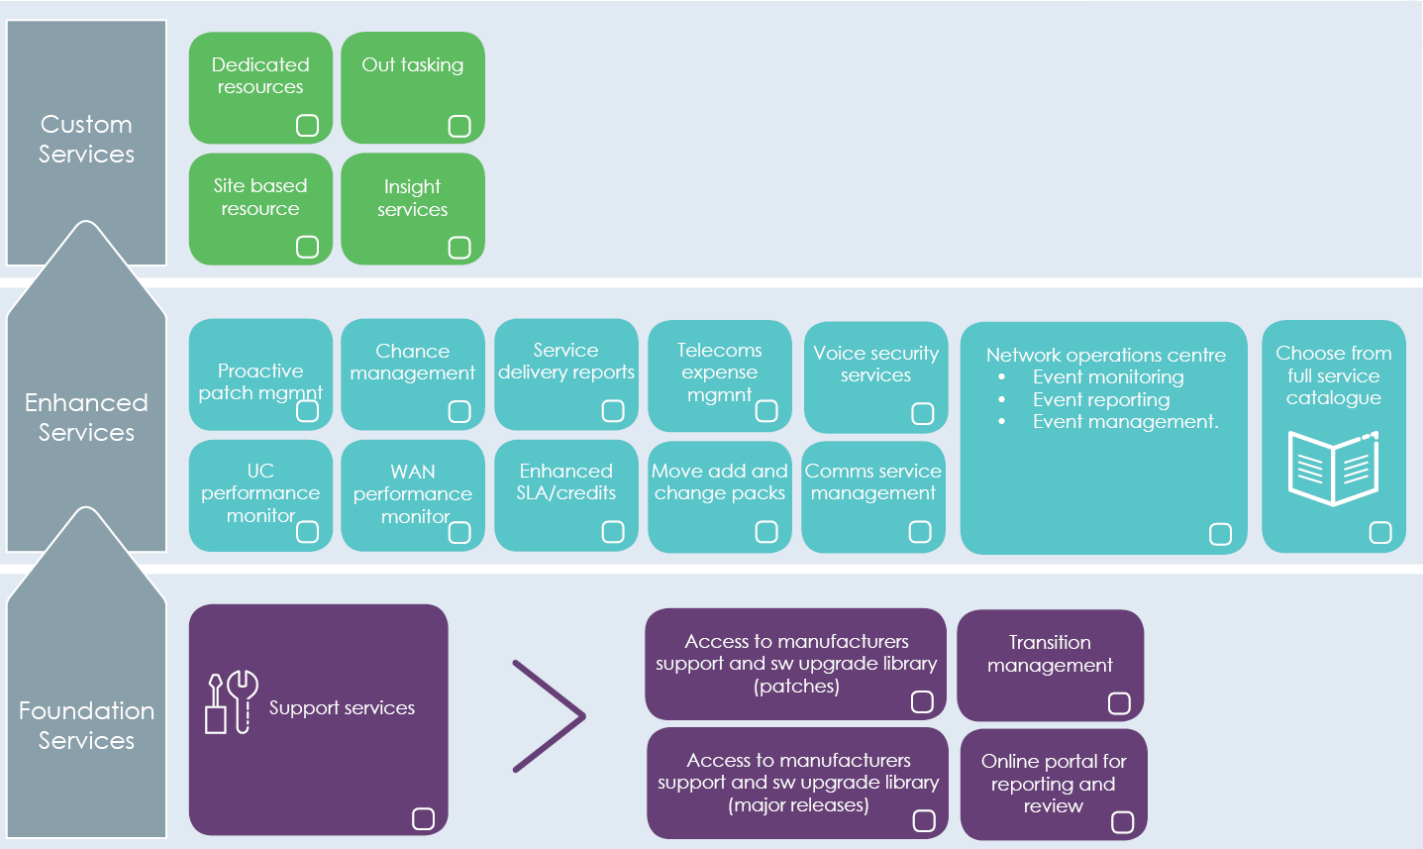 Custom
Services
Dedicated
resources
Out tasking
Site based
resource
Insight
services
Enhanced
Services
Proactive
patch mgmnt
Chance
management
Service
delivery reports
Telecoms
expense
mgmnt
Voice security
services
Network operations centre
• Event monitoring
• Event reporting
• Event management.
Choose from
full service
catalogue
UC
performance
monitor
WAN
performance
monitor
Enhanced
SLA/credits
Move add and
change packs
Comms service
management
Foundation
Services
Support services
Access to manufacturers
support and sw upgrade library
(patches)
Transition
management
Access to manufacturers
support and sw upgrade library
(major releases)
Online portal for
reporting and
review